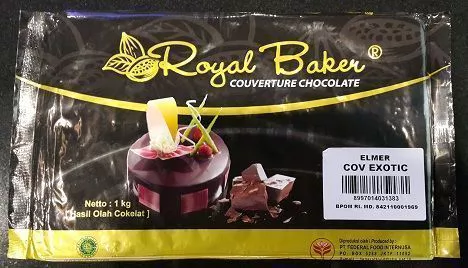 Royal Baker®
COUVERTURE CHOCOLATE
ELMER
COV EXOTIC
8997014031383
BPOM RI. MD. 842110001969
Netto : 1 kg
[Hasil Olah Cokelat ]
Diproduksi oleh / Produced by :
PT FEDERAL FOOD INTERNUSA